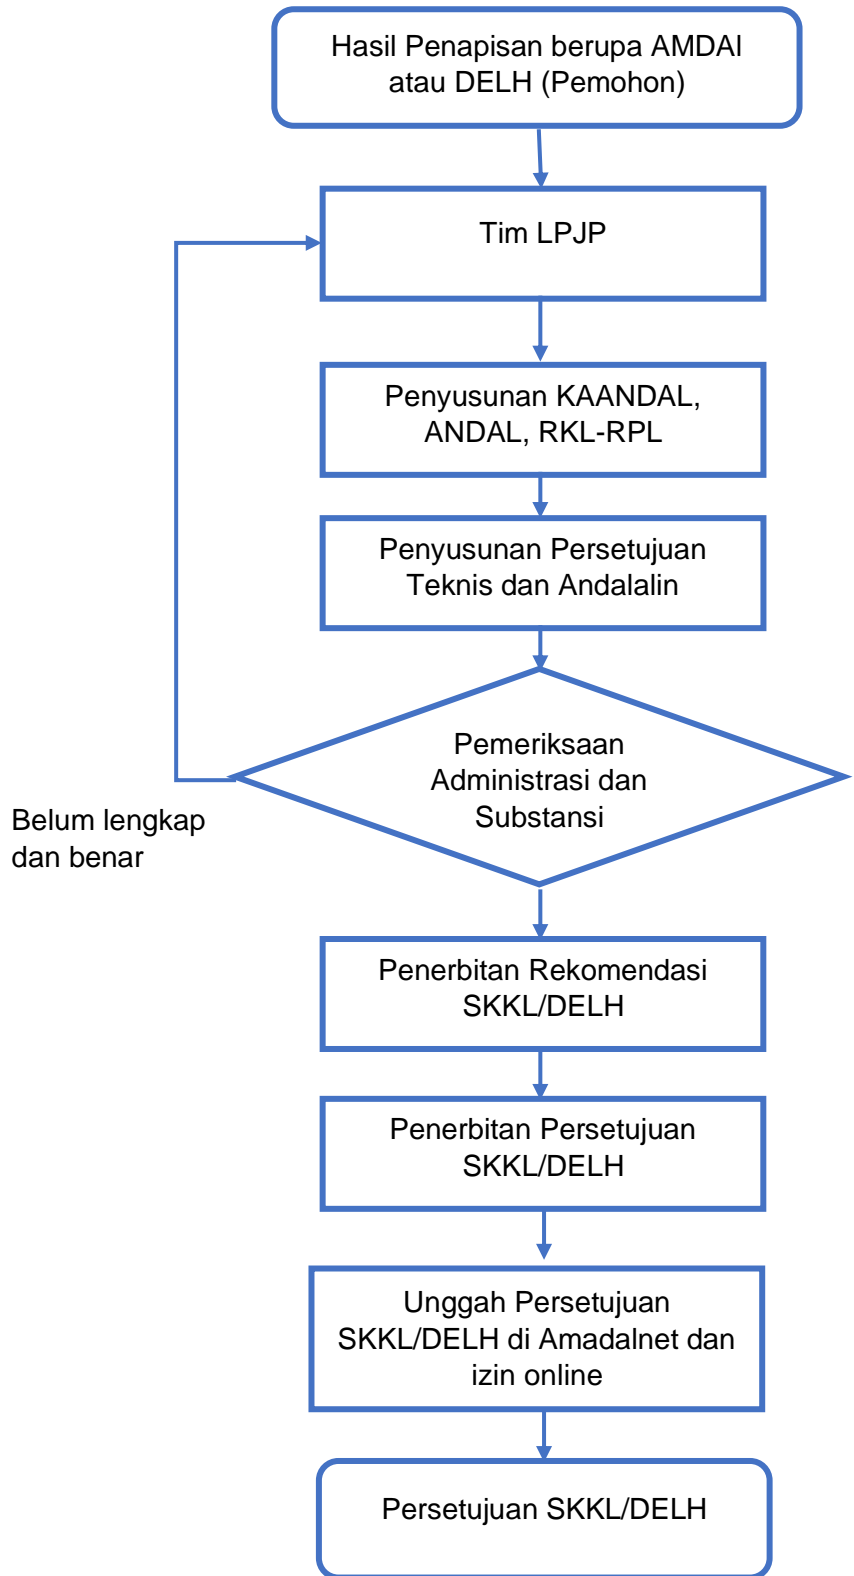 Hasil Penapisan berupa AMDAl
atau DELH (Pemohon)
Tim LPJP
Penyusunan KAANDAL,
ANDAL, RKL-RPL
Penyusunan Persetujuan
Teknis dan Andalalin
Pemeriksaan
Administrasi dan
Substansi
Belum lengkap
dan benar
Penerbitan Rekomendasi
SKKL/DELH
Penerbitan Persetujuan
SKKL/DELH
Unggah Persetujuan
SKKL/DELH di Amadalnet dan
izin online
Persetujuan SKKL/DELH